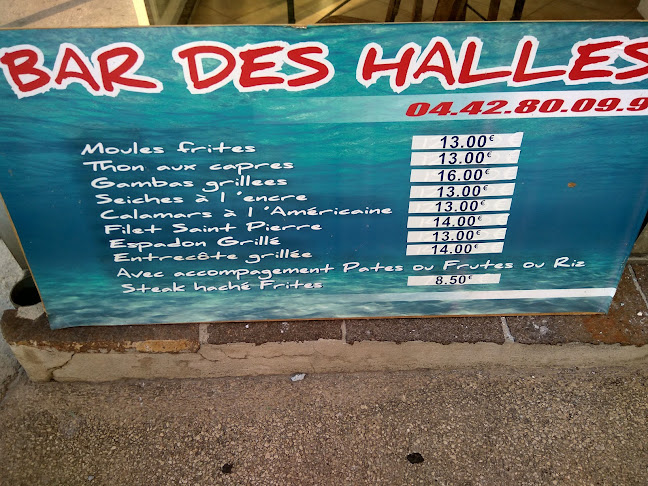 BAR DES HALLES
04.42.80.09.9
Moules frites 13.00€
Thon aux capres 13.00€
Gambas grillees 16.00€
Seiches à l'encre 13.00€
Calamars à l'Américaine 13.00€
Filet Saint Pierre 14.00€
Espadon Grillé 13.00€
Entrecôte grillée 14.00€
Avec accompagnement Pates ou Frutes ou Riz
Steak haché Frites 8.50€